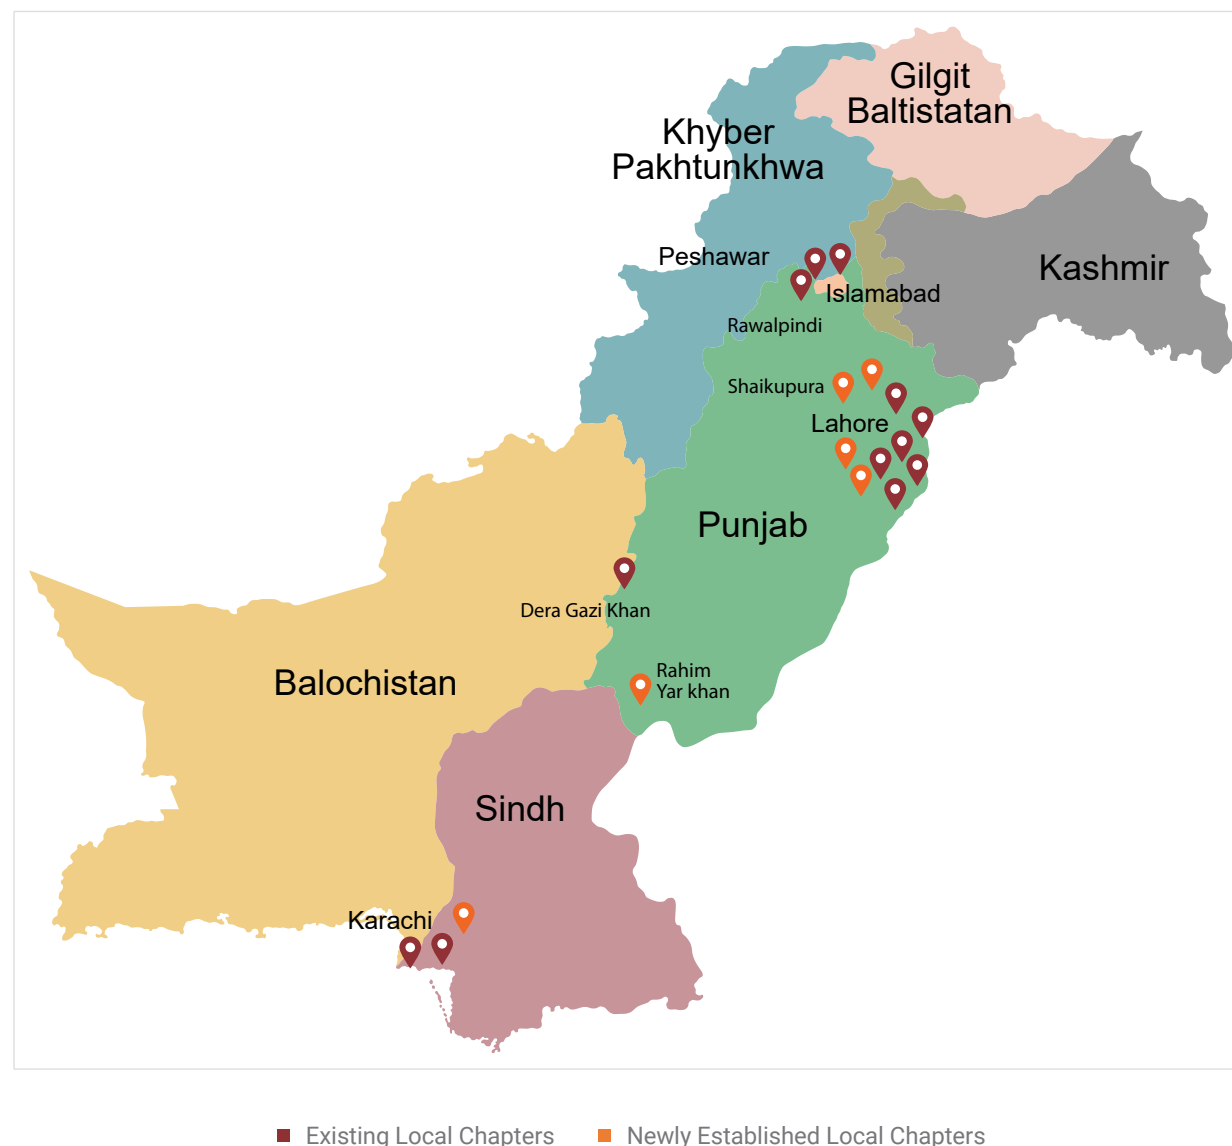 Gilgit
Baltistatan
Khyber
Pakhtunkhwa
Peshawar
Kashmir
Islamabad
Rawalpindi
Shaikupura
Lahore
Punjab
Dera Gazi Khan
Rahim
Yar khan
Balochistan
Sindh
Karachi
Existing Local Chapters
Newly Established Local Chapters